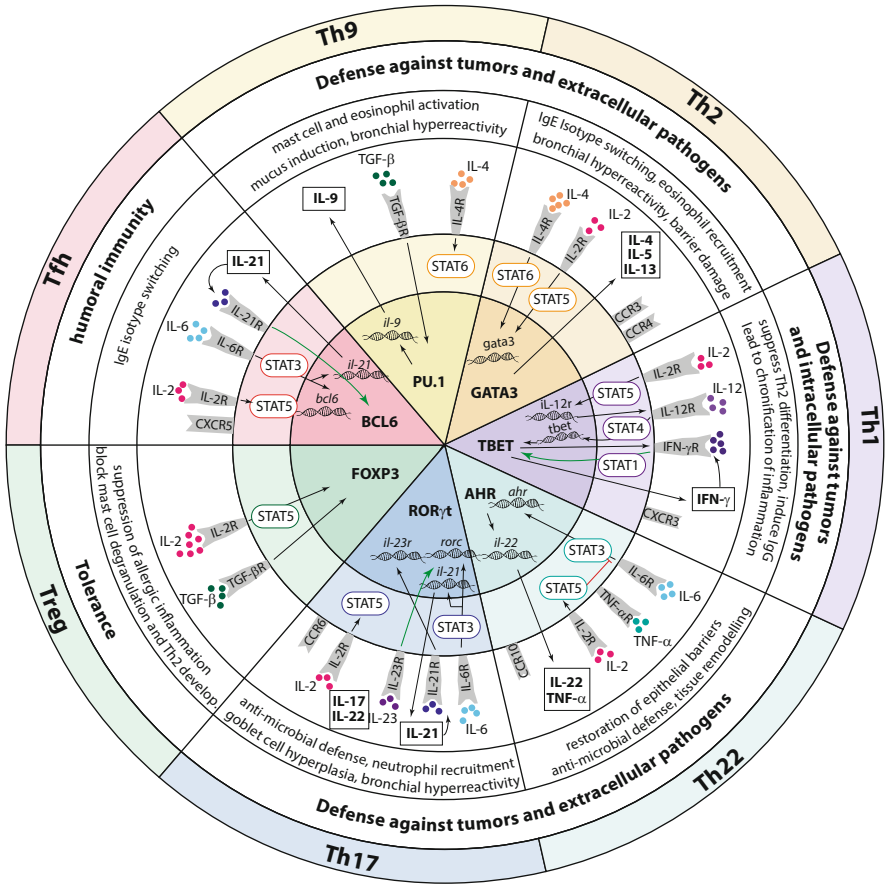 Th9
Defense against tumors and extracellular pathogens
mast cell and eosinophil activation
mucus induction, bronchial hyperreactivity
TGF-β
TGF-βR
IL-4
IL-4R
IL-9
STAT6
il-9
PU.1
Th2
IgE Isotype switching, eosinophil recruitment
bronchial hyperreactivity, barrier damage
IL-4
IL-4R
IL-2
IL-2R
IL-4
IL-5
IL-13
STAT6
STAT5
CCR3
CCR4
gata3
GATA3
Th1
Defense against tumors
and intracellular pathogens
suppress Th2 differentiation, induce IgG
lead to chronification of inflammation
IL-2
IL-2R
IL-12
IL-12R
IFN-γR
IFN-γ
CXCR3
STAT5
STAT4
STAT1
iL-12r
tbet
TBET
Th22
Defense against tumors and extracellular pathogens
restoration of epithelial barriers
anti-microbial defense, tissue remodelling
IL-6R
IL-6
TNF-αR
TNF-α
IL-2R
IL-2
IL-22
TNF-α
CCR10
STAT3
STAT5
AHR
ahr
il-22
Th17
anti-microbial defense, neutrophil recruitment
goblet cell hyperplasia, bronchial hyperreactivity
RORγt
il-23r
rorc
il-21
STAT5
STAT3
CCR6
IL-2R
IL-2
IL-23R
IL-23
IL-21R
IL-6R
IL-6
IL-17
IL-22
IL-21
Treg
Tolerance
suppression of allergic inflammation
block mast cell degranulation and Th2 develop.
FOXP3
STAT5
IL-2R
IL-2
TGF-βR
TGF-β
Tfh
humoral immunity
IgE isotype switching
IL-21
IL-21R
IL-6
IL-6R
IL-2
IL-2R
CXCR5
STAT3
STAT5
il-21
bcl6
BCL6